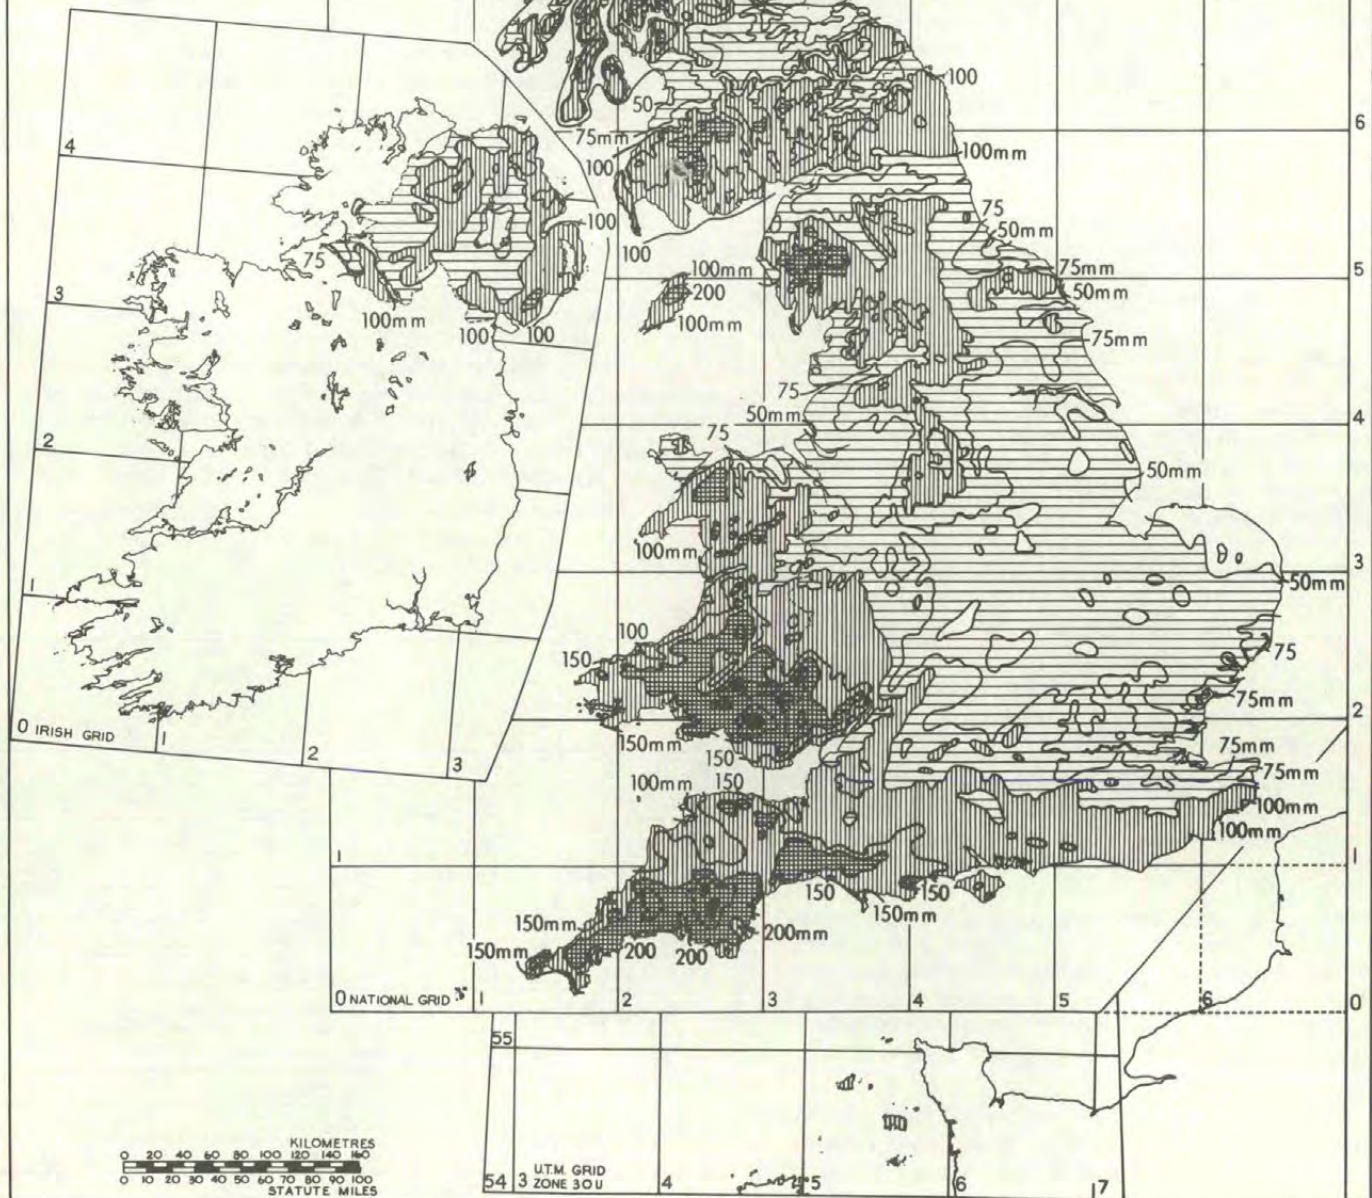 100
50
75mm
6
100
100mm
4
75
50mm
100
100
75
75mm
50mm
100mm
200
100mm
5
3
100mm
100
100
75mm
75
50mm
75
4
2
50mm
100mm
3
50mm
1
100
150
75
75mm
2
150mm
150
0 IRISH GRID
1
2
3
75mm
75mm
100mm
150
100mm
100mm
1
1
150
150
150mm
150mm
200mm
150mm
200
200
0 NATIONAL GRID
1
2
3
4
5
6
0
55
KILOMETRES
0 20 40 60 80 100 120 140 160
0 10 20 30 40 50 60 70 80 90 100
STATUTE MILES
54
3
U.T.M. GRID
ZONE 30U
4
5
6
7